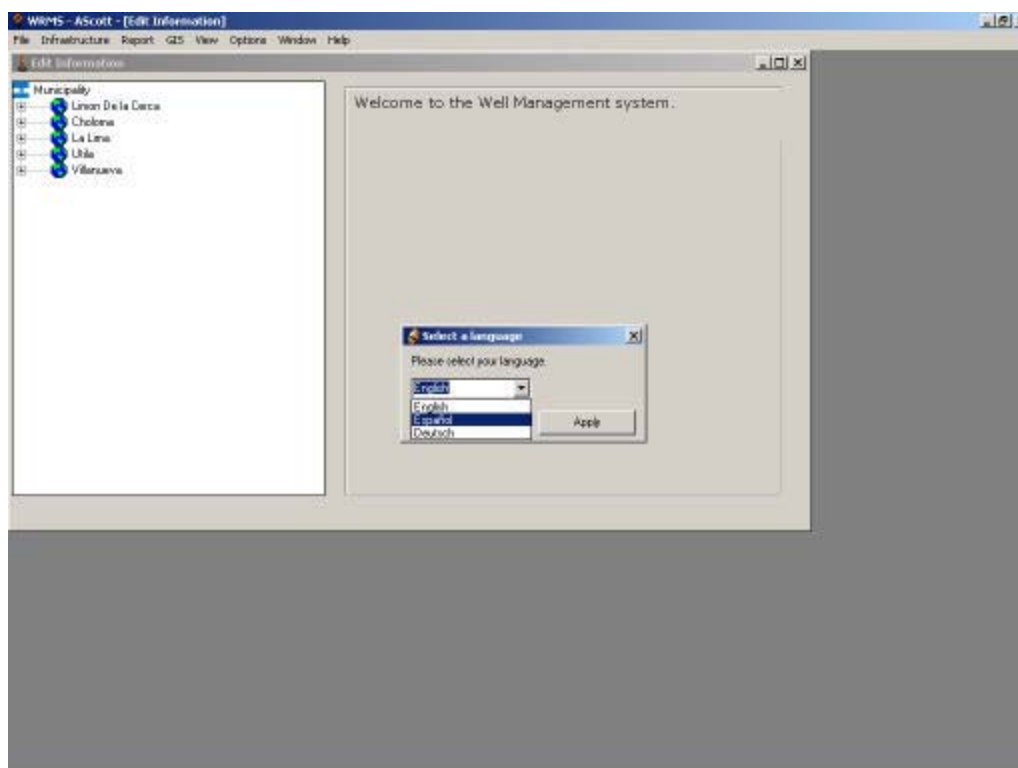 WRMS - AScott - [Edit Information]
File Infrastructure Report GIS View Options Window Help
Edit Information
Municipality
Limon De la Cerca
Choloma
La Lima
Utila
Villanueva
Welcome to the Well Management system.
Select a language
Please select your language.
English
English
Español
Deutsch
Apply